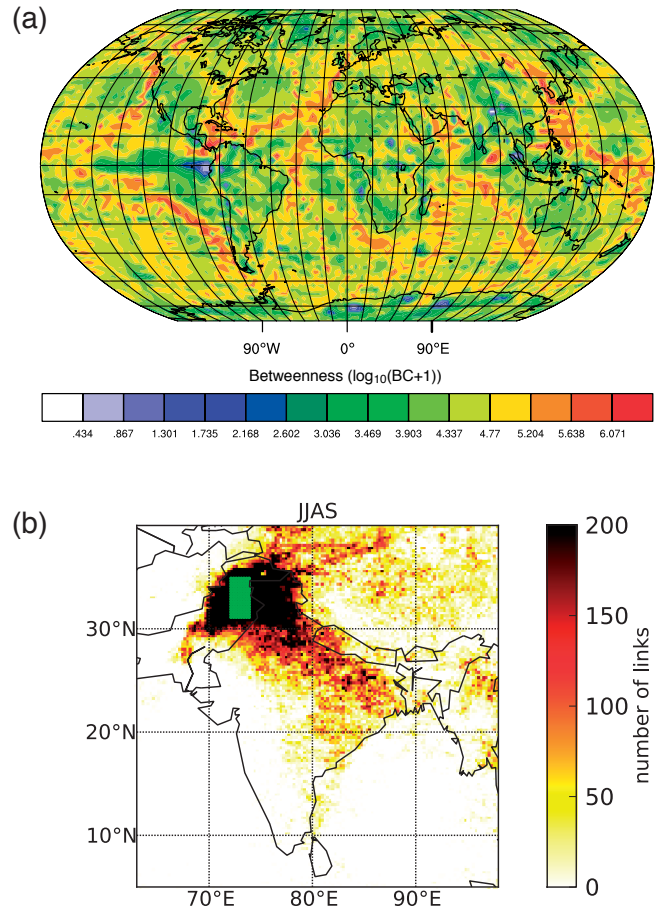 (a)
90°W 0° 90°E
Betweenness (log10(BC+1))
.434 .867 1.301 1.735 2.168 2.602 3.036 3.469 3.903 4.337 4.77 5.204 5.638 6.071
(b)
JJAS
200
150
100
50
0
number of links
30°N
20°N
10°N
70°E 80°E 90°E